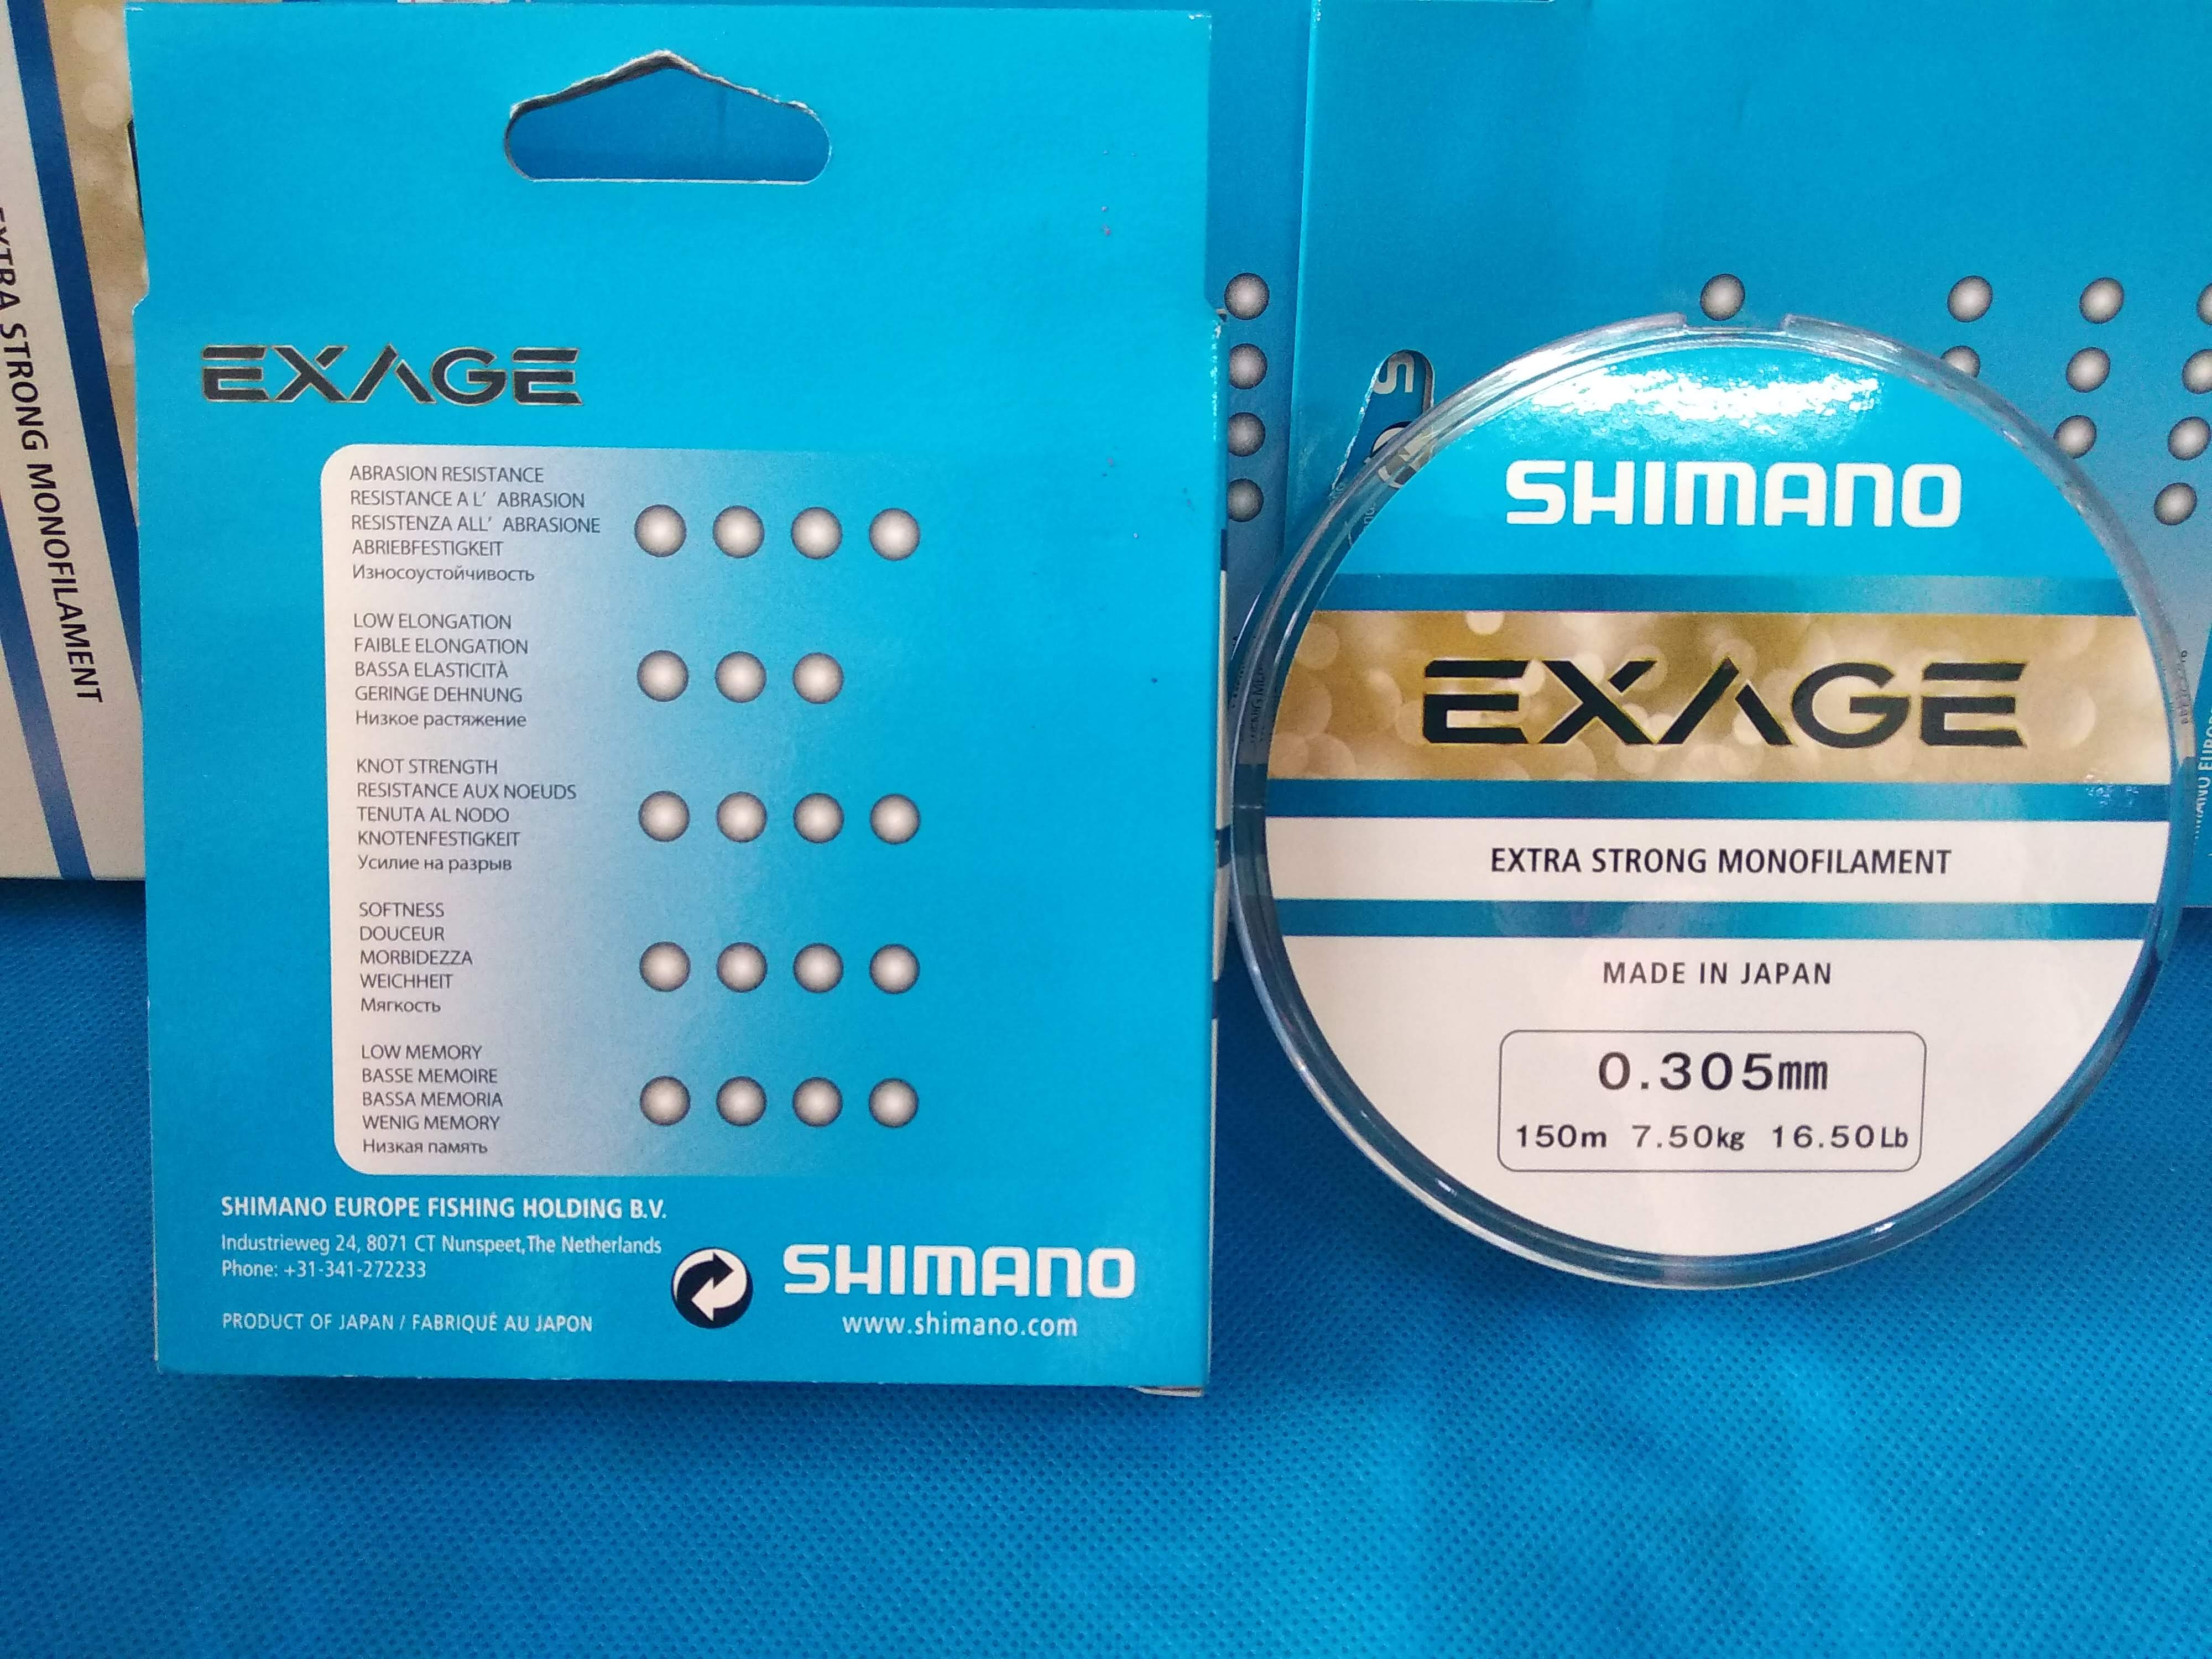 EXTRA STRONG MONOFILAMENT
EXAGE
ABRASION RESISTANCE
RESISTANCE A L' ABRASION
RESISTENZA ALL' ABRASIONE
ABRIEBFESTIGKEIT
Износоустойчивость
LOW ELONGATION
FAIBLE ELONGATION
BASSA ELASTICITÀ
GERINGE DEHNUNG
Низкое растяжение
KNOT STRENGTH
RESISTANCE AUX NOEUDS
TENUTA AL NODO
KNOTENFESTIGKEIT
Усилие на разрыв
SOFTNESS
DOUCEUR
MORBIDEZZA
WEICHHEIT
Мягкость
LOW MEMORY
BASSE MEMOIRE
BASSA MEMORIA
WENIG MEMORY
Низкая память
SHIMANO EUROPE FISHING HOLDING B.V.
Industrieweg 24, 8071 CT Nunspeet,The Netherlands
Phone: +31-341-272233
PRODUCT OF JAPAN / FABRIQUÉ AU JAPON
SHIMANO
www.shimano.com
SHIMANO
EXAGE
EXTRA STRONG MONOFILAMENT
MADE IN JAPAN
0.305mm
150m 7.50kg 16.50Lb